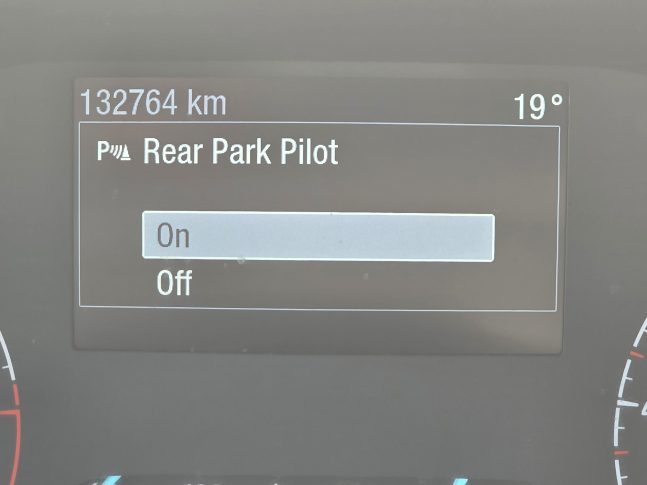 132764 km 19°
P Rear Park Pilot
On
Off